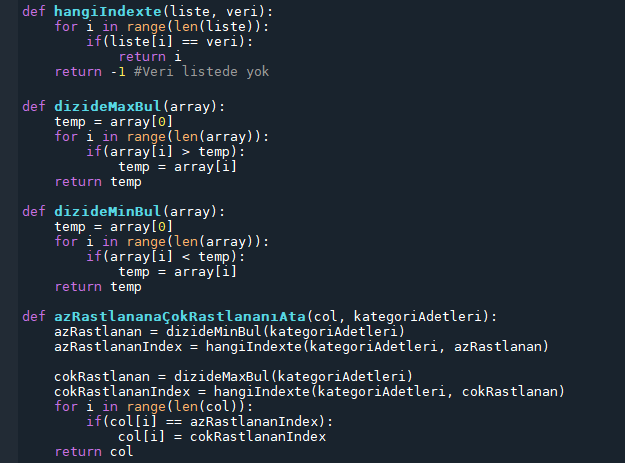 def hangiIndexte(liste, veri):
    for i in range(len(liste)):
        if(liste[i] == veri):
            return i
    return -1 #Veri listede yok

def dizideMaxBul(array):
    temp = array[0]
    for i in range(len(array)):
        if(array[i] > temp):
            temp = array[i]
    return temp

def dizideMinBul(array):
    temp = array[0]
    for i in range(len(array)):
        if(array[i] < temp):
            temp = array[i]
    return temp

def azRastlananaÇokRastlananıAta(col, kategoriAdetleri):
    azRastlanan = dizideMinBul(kategoriAdetleri)
    azRastlananIndex = hangiIndexte(kategoriAdetleri, azRastlanan)

    cokRastlanan = dizideMaxBul(kategoriAdetleri)
    cokRastlananIndex = hangiIndexte(kategoriAdetleri, cokRastlanan)
    for i in range(len(col)):
        if(col[i] == azRastlananIndex):
            col[i] = cokRastlananIndex
    return col